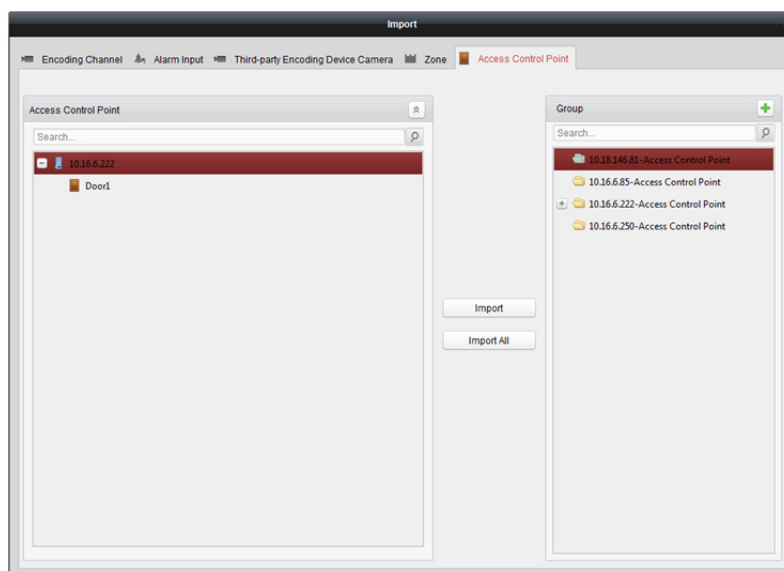 Import
Encoding Channel Alarm Input Third-party Encoding Device Camera Zone Access Control Point
Access Control Point
Search...
10.16.6.222
Door1
Import
Import All
Group
Search...
10.18.146.81-Access Control Point
10.16.6.85-Access Control Point
10.16.6.222-Access Control Point
10.16.6.250-Access Control Point